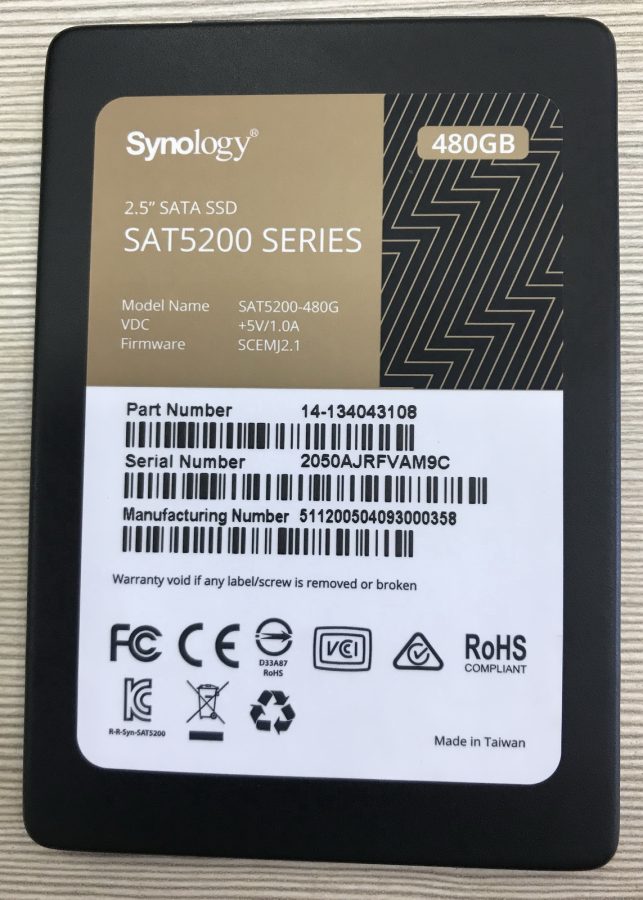 Synology®
480GB
2.5” SATA SSD
SAT5200 SERIES
Model Name SAT5200-480G
VDC +5V/1.0A
Firmware SCEMJ2.1
Part Number 14-134043108
Serial Number 2050AJRFVAM9C
Manufacturing Number 511200504093000358
Warranty void if any label/screw is removed or broken
FC CE D33A87 RoHS VCI RoHS COMPLIANT
R-R-Syn-SAT5200
Made in Taiwan